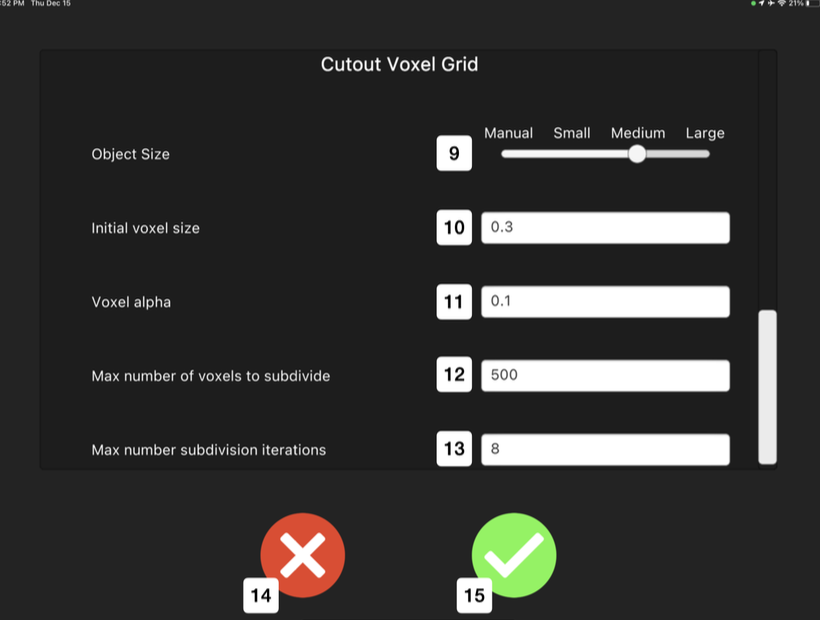 :52 PM Thu Dec 15
21%
Cutout Voxel Grid
Manual Small Medium Large
Object Size 9
Initial voxel size 10 0.3
Voxel alpha 11 0.1
Max number of voxels to subdivide 12 500
Max number subdivision iterations 13 8
14 15